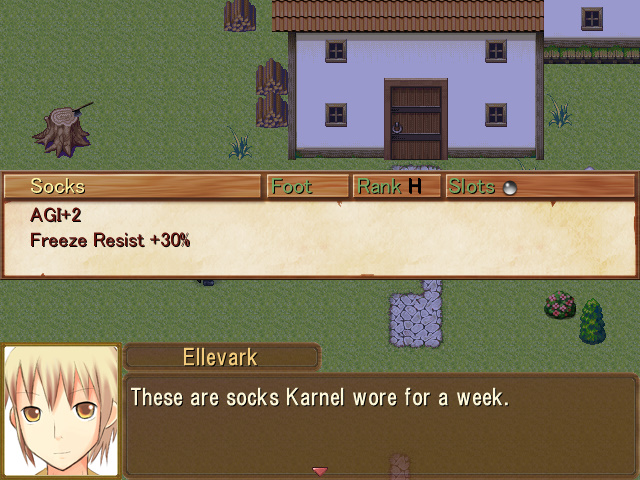 Socks Foot Rank H Slots
AGI+2
Freeze Resist +30%
Ellevark
These are socks Karnel wore for a week.